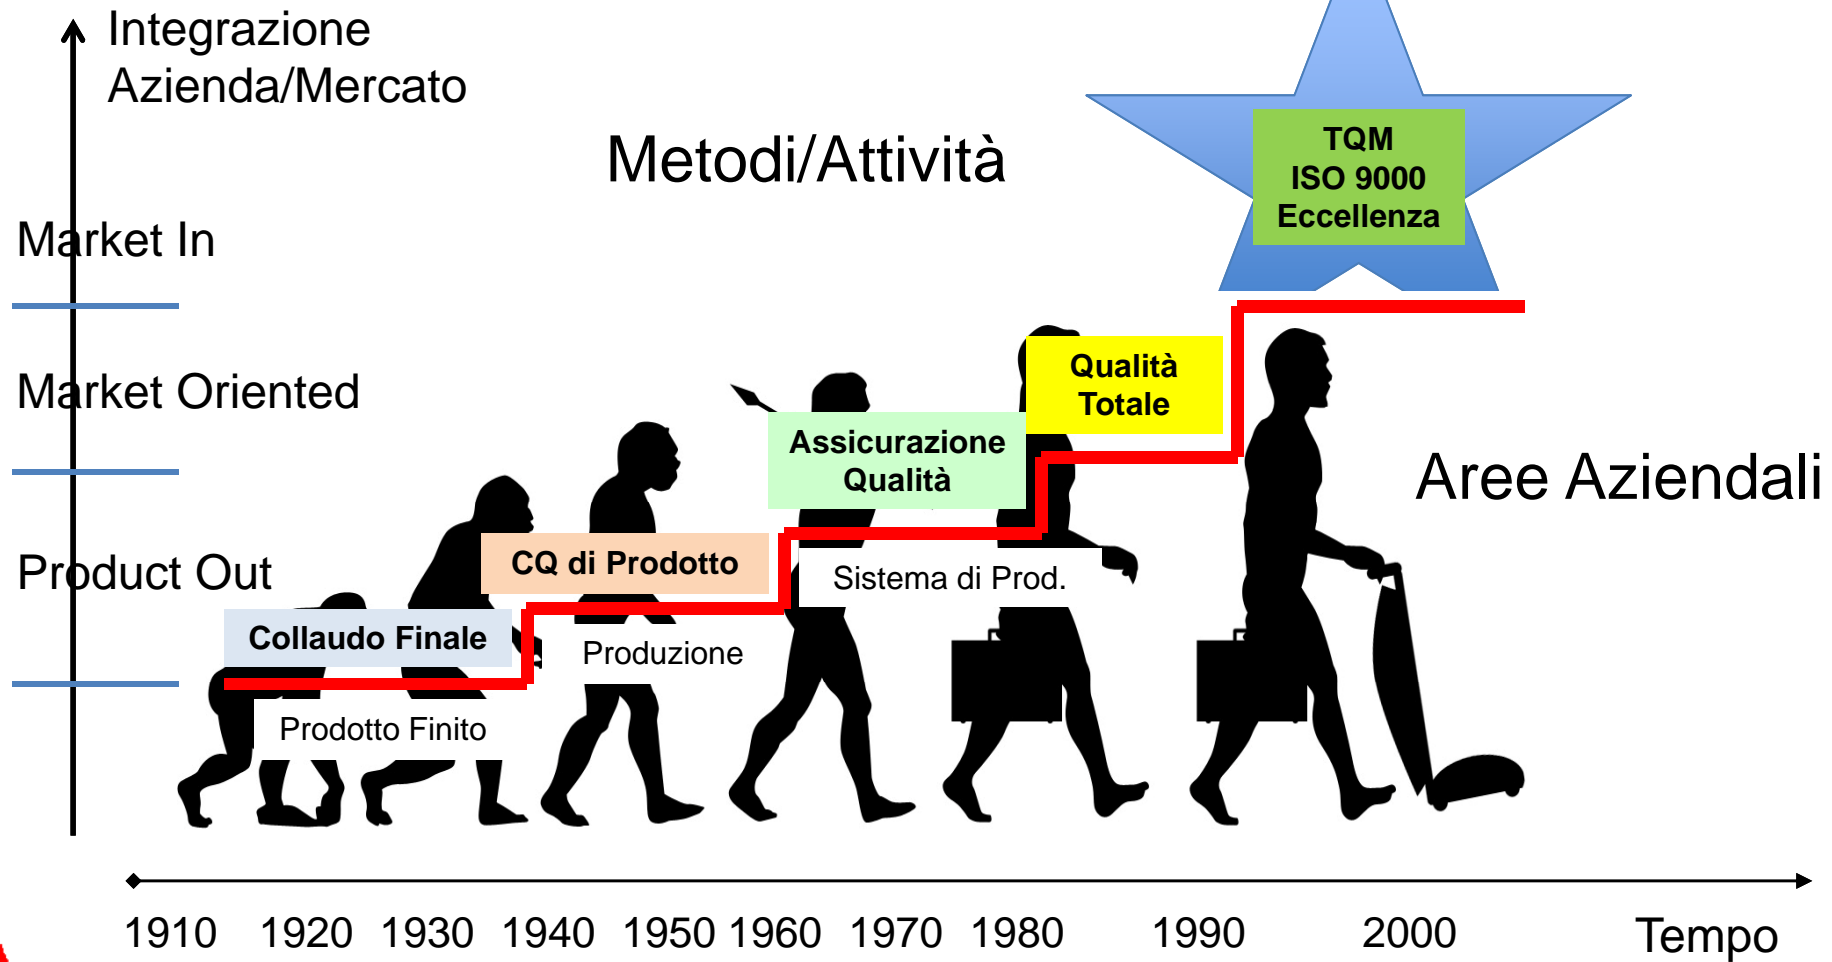 Integrazione
Azienda/Mercato
Metodi/Attività
TQM
ISO 9000
Eccellenza
Market In
Market Oriented
Qualità
Totale
Assicurazione
Qualità
Aree Aziendali
Product Out
CQ di Prodotto
Sistema di Prod.
Collaudo Finale
Produzione
Prodotto Finito
1910 1920 1930 1940 1950 1960 1970 1980 1990 2000 Tempo